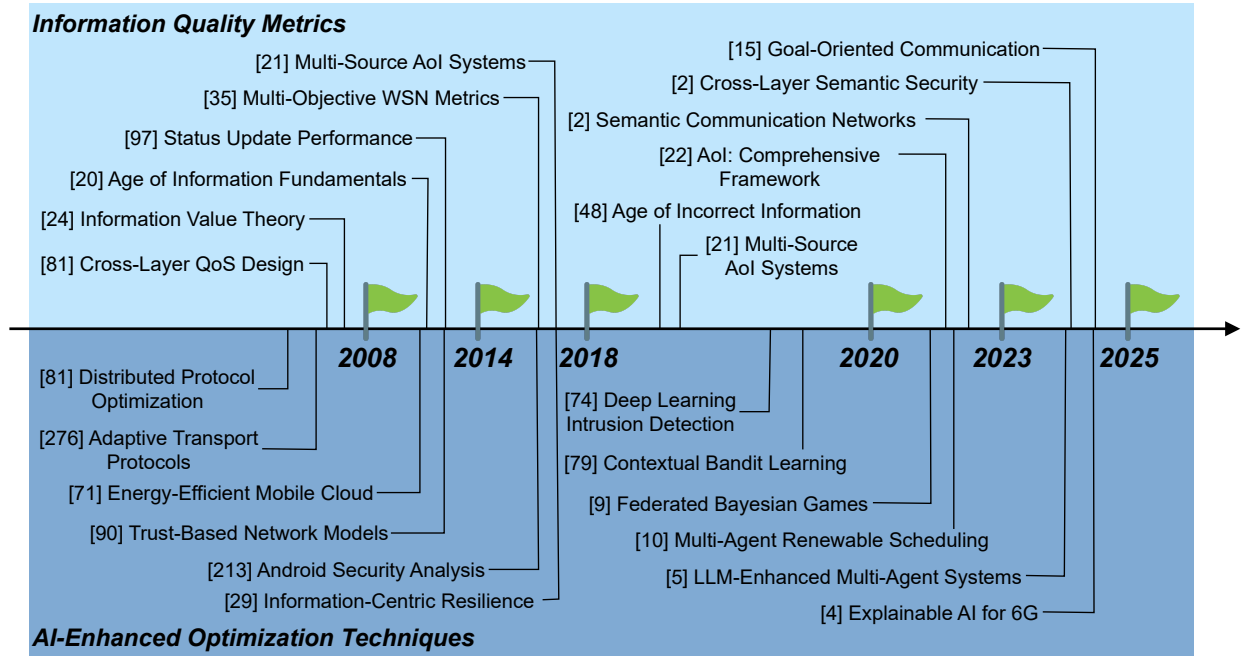 Information Quality Metrics
[21] Multi-Source AoI Systems
[35] Multi-Objective WSN Metrics
[97] Status Update Performance
[20] Age of Information Fundamentals
[24] Information Value Theory
[81] Cross-Layer QoS Design
[15] Goal-Oriented Communication
[2] Cross-Layer Semantic Security
[2] Semantic Communication Networks
[22] AoI: Comprehensive
Framework
[48] Age of Incorrect Information
[21] Multi-Source
AoI Systems
2008
2014
2018
2020
2023
2025
[81] Distributed Protocol
Optimization
[276] Adaptive Transport
Protocols
[71] Energy-Efficient Mobile Cloud
[90] Trust-Based Network Models
[213] Android Security Analysis
[29] Information-Centric Resilience
[74] Deep Learning
Intrusion Detection
[79] Contextual Bandit Learning
[9] Federated Bayesian Games
[10] Multi-Agent Renewable Scheduling
[5] LLM-Enhanced Multi-Agent Systems
[4] Explainable AI for 6G
AI-Enhanced Optimization Techniques